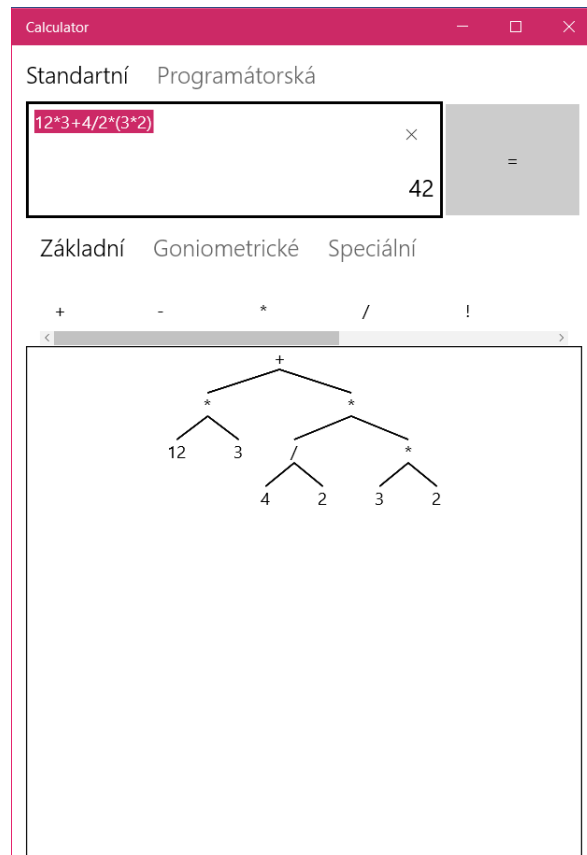 Calculator
Standartní Programátorská
12*3+4/2*(3*2)
=
42
Základní Goniometrické Speciální
+ - * / !
+
* *
12 3 / *
4 2 3 2